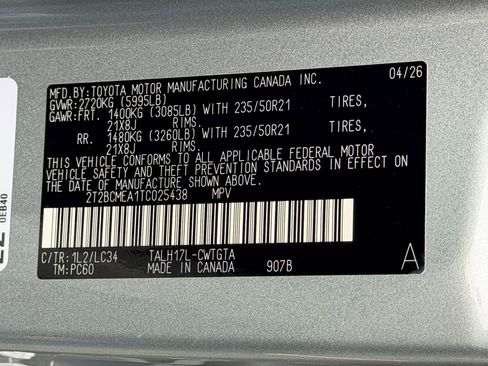 MFD.BY:TOYOTA MOTOR MANUFACTURING CANADA INC. 04/26
GVWR:2720KG (5995LB)
GAWR:FRT. 1400KG (3085LB) WITH 235/50R21 TIRES,
21X8J RIMS.
RR. 1480KG (3260LB) WITH 235/50R21 TIRES,
21X8J RIMS.
THIS VEHICLE CONFORMS TO ALL APPLICABLE FEDERAL MOTOR
VEHICLE SAFETY AND THEFT PREVENTION STANDARDS IN EFFECT
ON THE DATE OF MANUFACTURE SHOWN ABOVE.
2T2BCMEA1TC025438 MPV
C/TR:1L2/LC34 TALH17L-CWTGTA
TM:PC60 MADE IN CANADA 907B A
0EB40